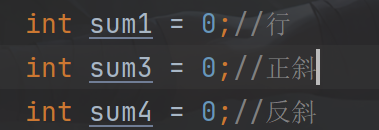 int sum1 = 0;//行
int sum3 = 0;//正斜
int sum4 = 0;//反斜